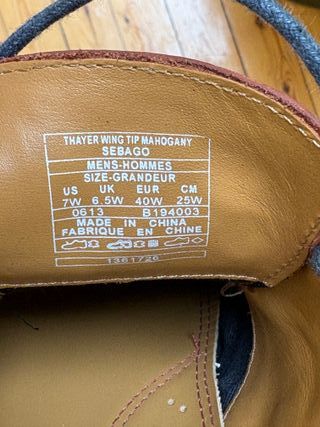 THAYER WING TIP MAHOGANY
SEBAGO
MENS-HOMMES
SIZE-GRANDEUR
US UK EUR CM
7W 6.5W 40W 25W
0613 B194003
MADE IN CHINA
FABRIQUE EN CHINE
1361726